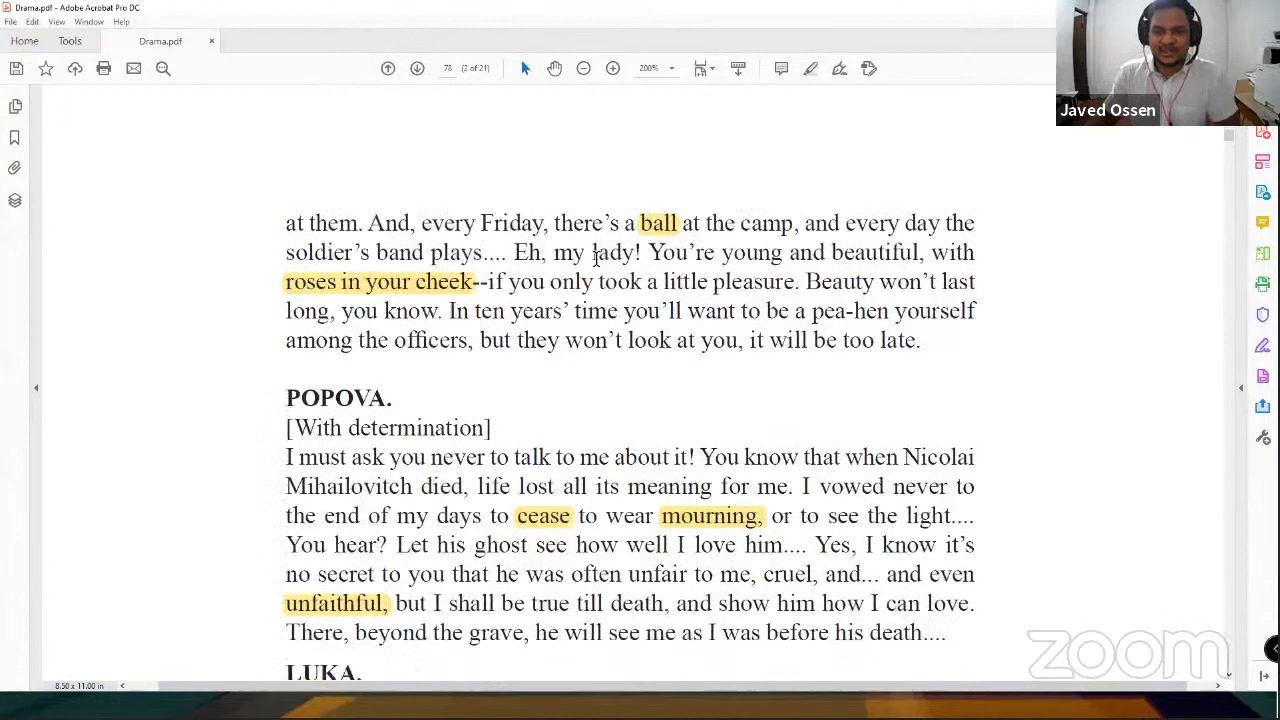 Drama.pdf - Adobe Acrobat Pro DC
File Edit View Window Help
Home Tools Drama.pdf ×
78 (2 of 21) 200%
Javed Ossen
at them. And, every Friday, there’s a ball at the camp, and every day the
soldier’s band plays.... Eh, my lady! You’re young and beautiful, with
roses in your cheek--if you only took a little pleasure. Beauty won’t last
long, you know. In ten years’ time you’ll want to be a pea-hen yourself
among the officers, but they won’t look at you, it will be too late.
POPOVA.
[With determination]
I must ask you never to talk to me about it! You know that when Nicolai
Mihailovitch died, life lost all its meaning for me. I vowed never to
the end of my days to cease to wear mourning, or to see the light....
You hear? Let his ghost see how well I love him.... Yes, I know it’s
no secret to you that he was often unfair to me, cruel, and... and even
unfaithful, but I shall be true till death, and show him how I can love.
There, beyond the grave, he will see me as I was before his death....
LUKA.
zoom
8.50 x 11.00 in